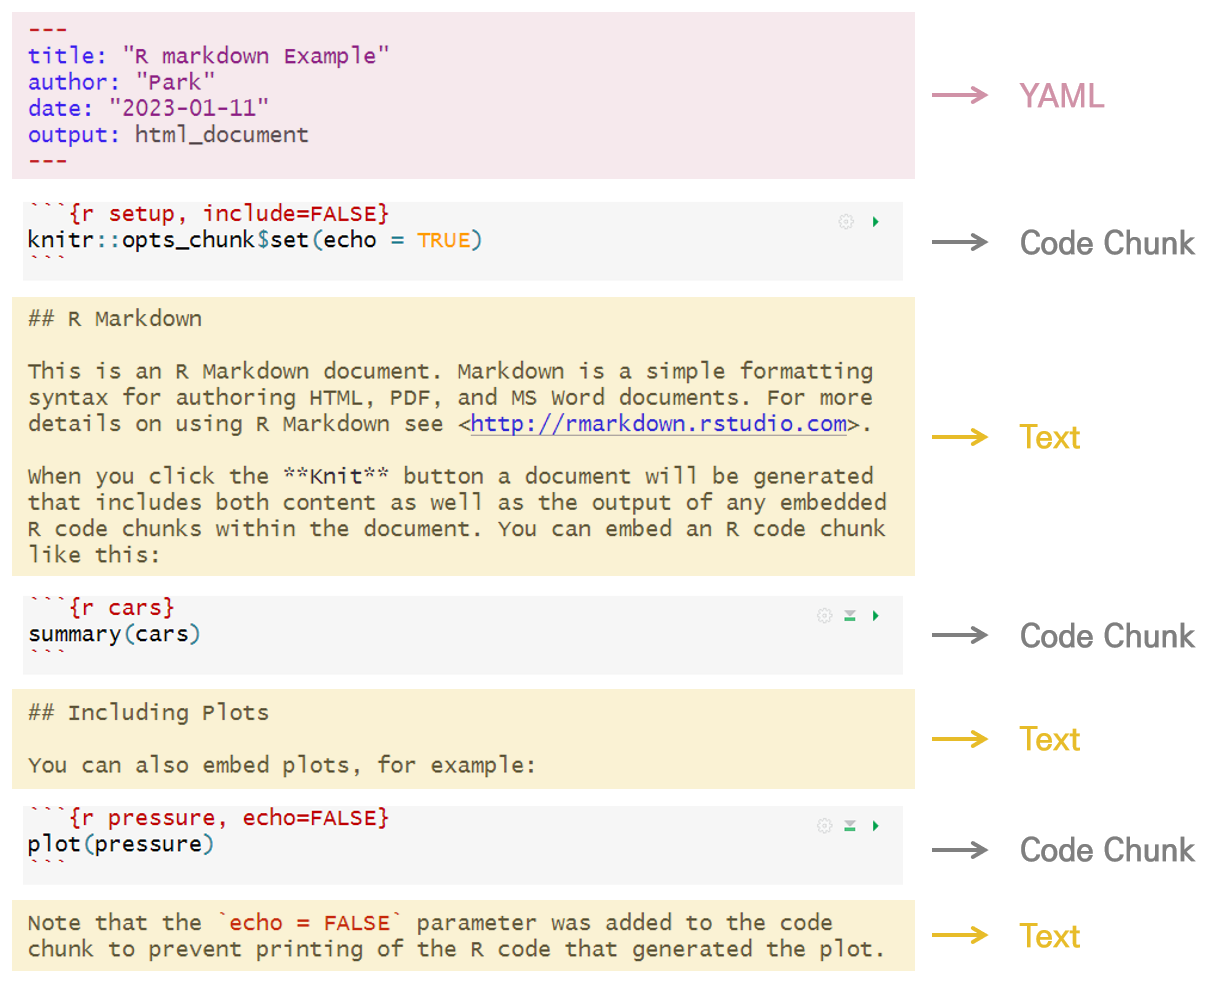 ---
title: "R markdown Example"
author: "Park"
date: "2023-01-11"
output: html_document
---
YAML
```{r setup, include=FALSE}
knitr::opts_chunk$set(echo = TRUE)
```
Code Chunk
## R Markdown
This is an R Markdown document. Markdown is a simple formatting
syntax for authoring HTML, PDF, and MS Word documents. For more
details on using R Markdown see <http://rmarkdown.rstudio.com>.
When you click the **Knit** button a document will be generated
that includes both content as well as the output of any embedded
R code chunks within the document. You can embed an R code chunk
like this:
Text
```{r cars}
summary(cars)
```
Code Chunk
## Including Plots
You can also embed plots, for example:
Text
```{r pressure, echo=FALSE}
plot(pressure)
```
Code Chunk
Note that the `echo = FALSE` parameter was added to the code
chunk to prevent printing of the R code that generated the plot.
Text